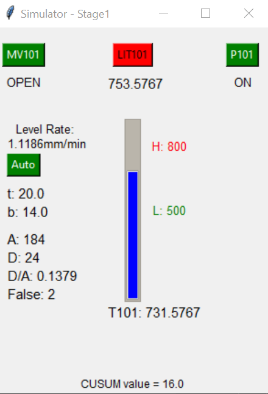 Simulator - Stage1
MV101 LIT101 P101
OPEN 753.5767 ON
Level Rate:
1.1186mm/min
H: 800
Auto
t: 20.0
b: 14.0
L: 500
A: 184
D: 24
D/A: 0.1379
False: 2
T101: 731.5767
CUSUM value = 16.0